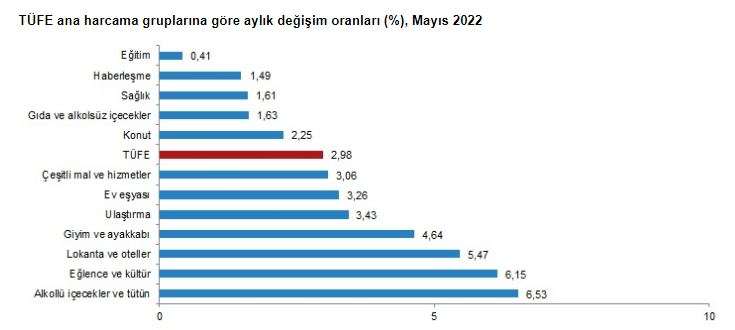 TÜFE ana harcama gruplarına göre aylık değişim oranları (%), Mayıs 2022
Eğitim 0,41
Haberleşme 1,49
Sağlık 1,61
Gıda ve alkolsüz içecekler 1,63
Konut 2,25
TÜFE 2,98
Çeşitli mal ve hizmetler 3,06
Ev eşyası 3,26
Ulaştırma 3,43
Giyim ve ayakkabı 4,64
Lokanta ve oteller 5,47
Eğlence ve kültür 6,15
Alkollü içecekler ve tütün 6,53
0 5 10